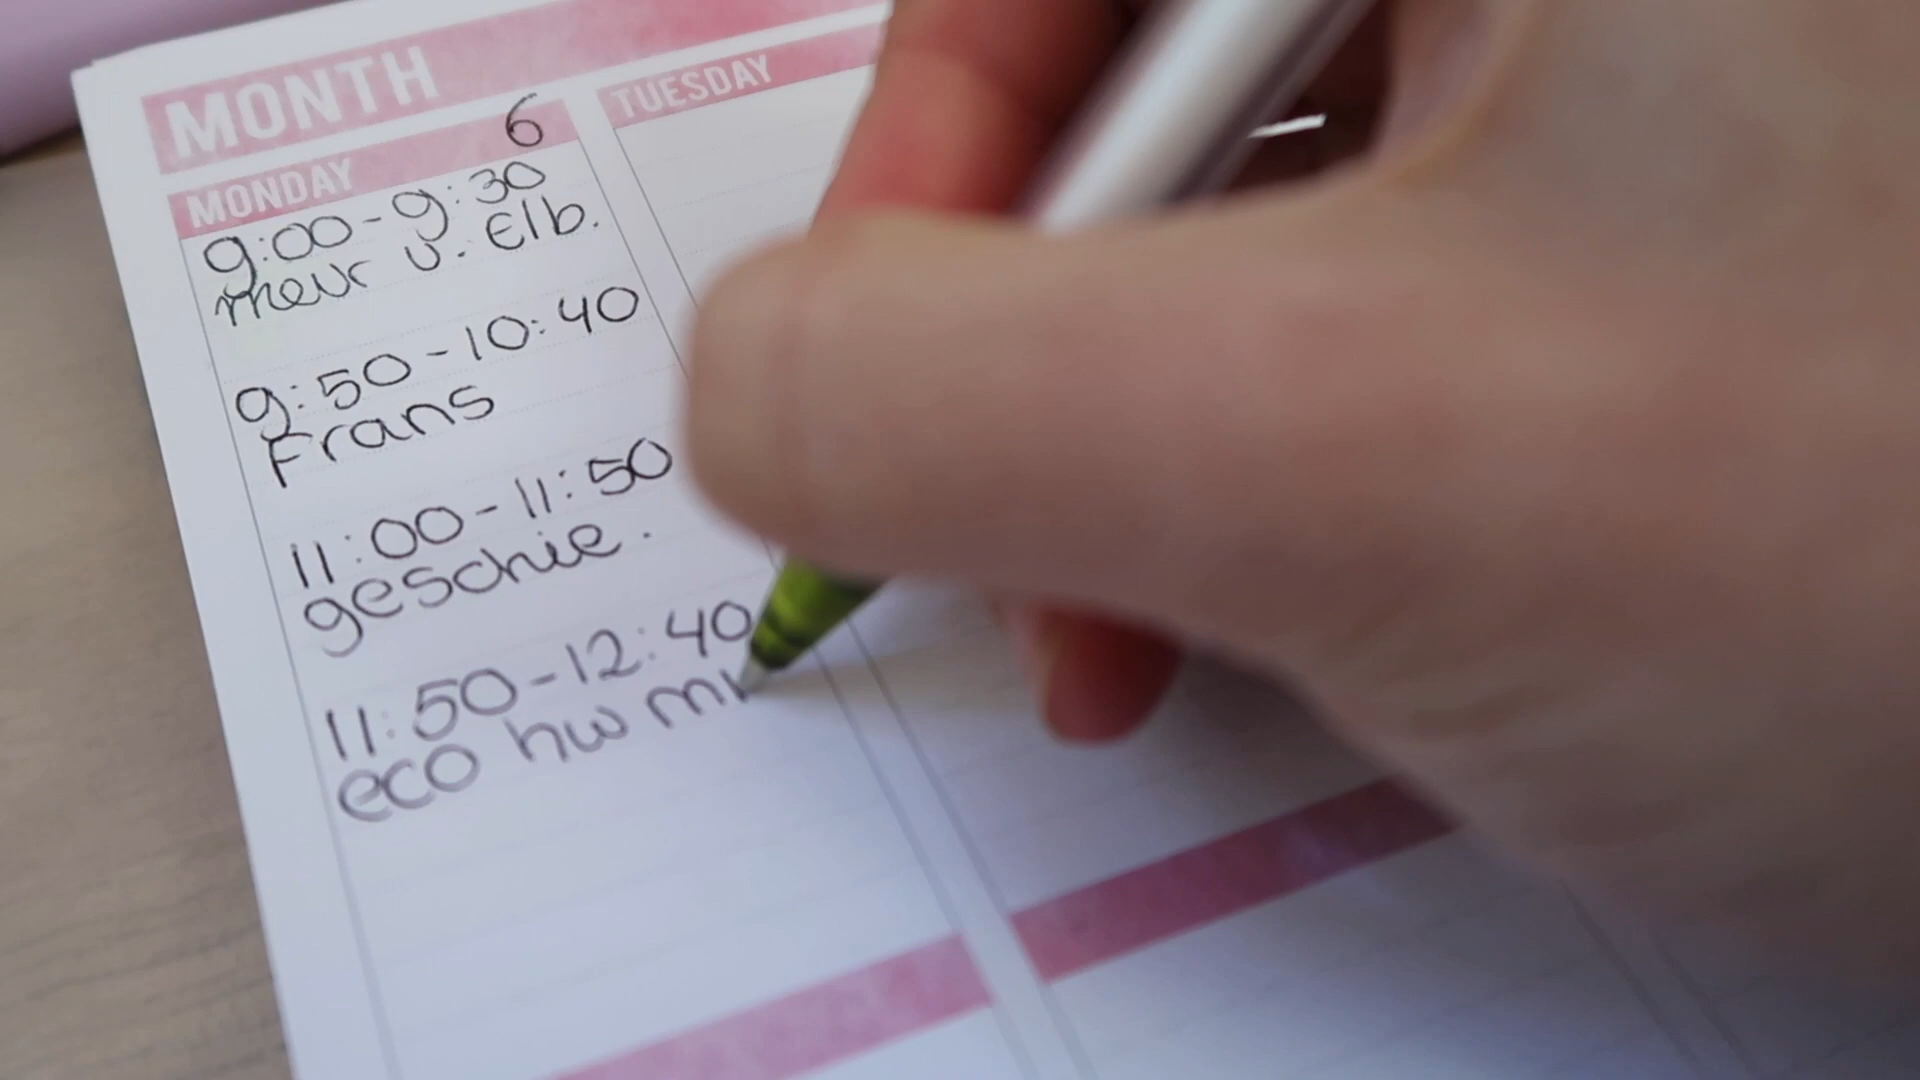 MONTH
MONDAY 6
TUESDAY
9:00-9:30
mevr v. Elb.
9:50-10:40
Frans
11:00-11:50
geschie.
11:50-12:40
eco hw